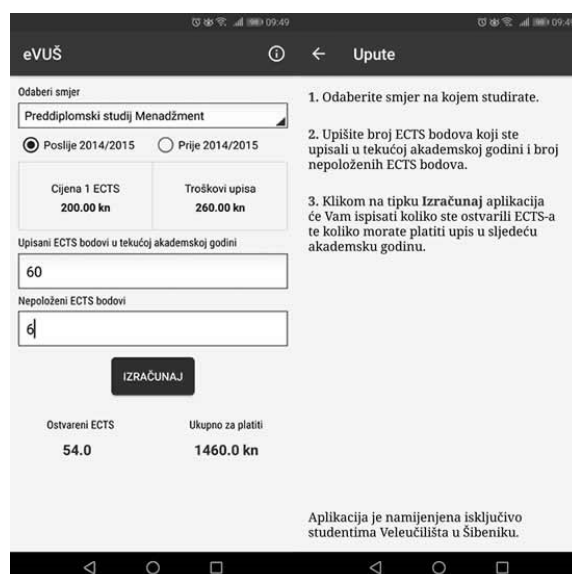 09:49
eVUŠ
Odaberi smjer
Preddiplomski studij Menadžment
Poslije 2014/2015
Prije 2014/2015
Cijena 1 ECTS
200.00 kn
Troškovi upisa
260.00 kn
Upisani ECTS bodovi u tekućoj akademskoj godini
60
Nepoloženi ECTS bodovi
6
IZRAČUNAJ
Ostvareni ECTS
54.0
Ukupno za platiti
1460.0 kn
09:49
Upute
1. Odaberite smjer na kojem studirate.
2. Upišite broj ECTS bodova koji ste
upisali u tekućoj akademskoj godini i broj
nepoloženih ECTS bodova.
3. Klikom na tipku Izračunaj aplikacija
će Vam ispisati koliko ste ostvarili ECTS-a
te koliko morate platiti upis u sljedeću
akademsku godinu.
Aplikacija je namijenjena isključivo
studentima Veleučilišta u Šibeniku.